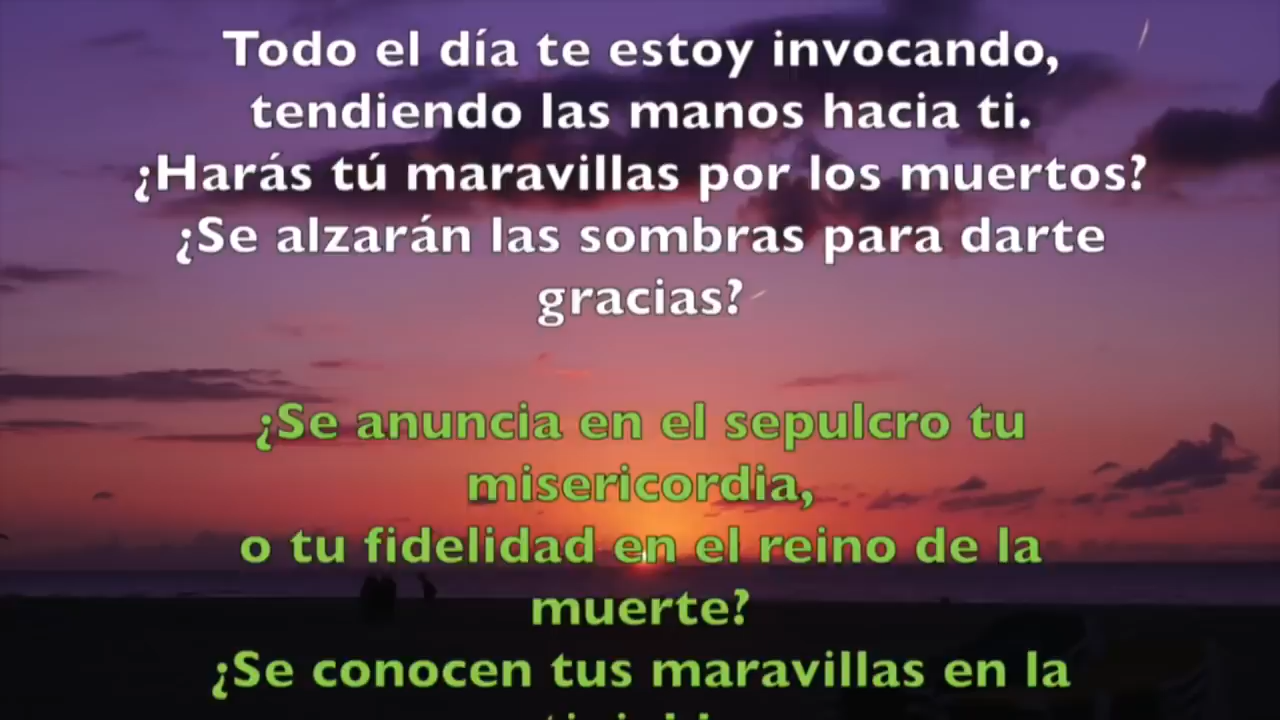 Todo el día te estoy invocando,
tendiendo las manos hacia ti.
¿Harás tú maravillas por los muertos?
¿Se alzarán las sombras para darte
gracias?
¿Se anuncia en el sepulcro tu
misericordia,
o tu fidelidad en el reino de la
muerte?
¿Se conocen tus maravillas en la